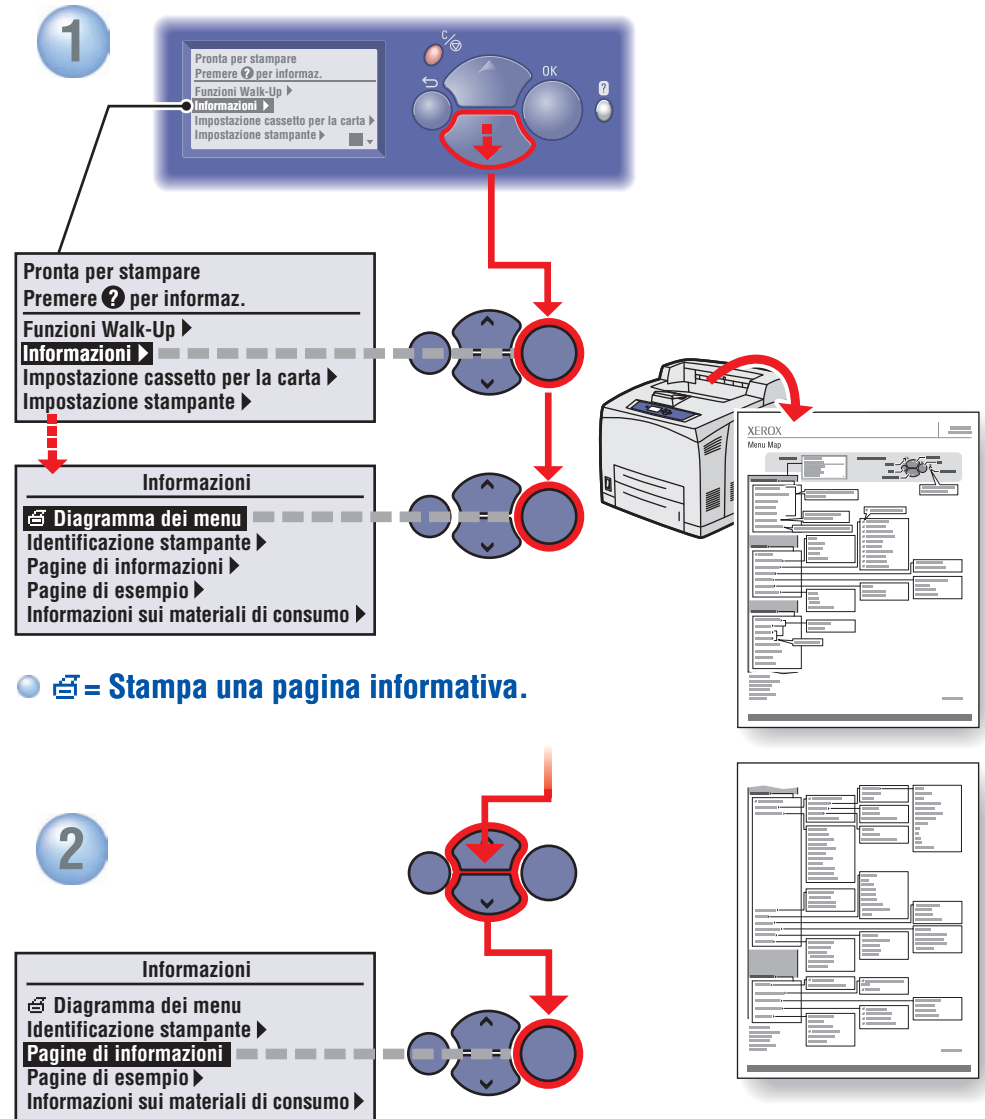 1
Pronta per stampare
Premere ? per informaz.
Funzioni Walk-Up
Informazioni
Impostazione cassetto per la carta
Impostazione stampante
C/
OK
?
Pronta per stampare
Premere ? per informaz.
Funzioni Walk-Up
Informazioni
Impostazione cassetto per la carta
Impostazione stampante
Informazioni
Diagramma dei menu
Identificazione stampante
Pagine di informazioni
Pagine di esempio
Informazioni sui materiali di consumo
XEROX
Menu Map
= Stampa una pagina informativa.
2
Informazioni
Diagramma dei menu
Identificazione stampante
Pagine di informazioni
Pagine di esempio
Informazioni sui materiali di consumo